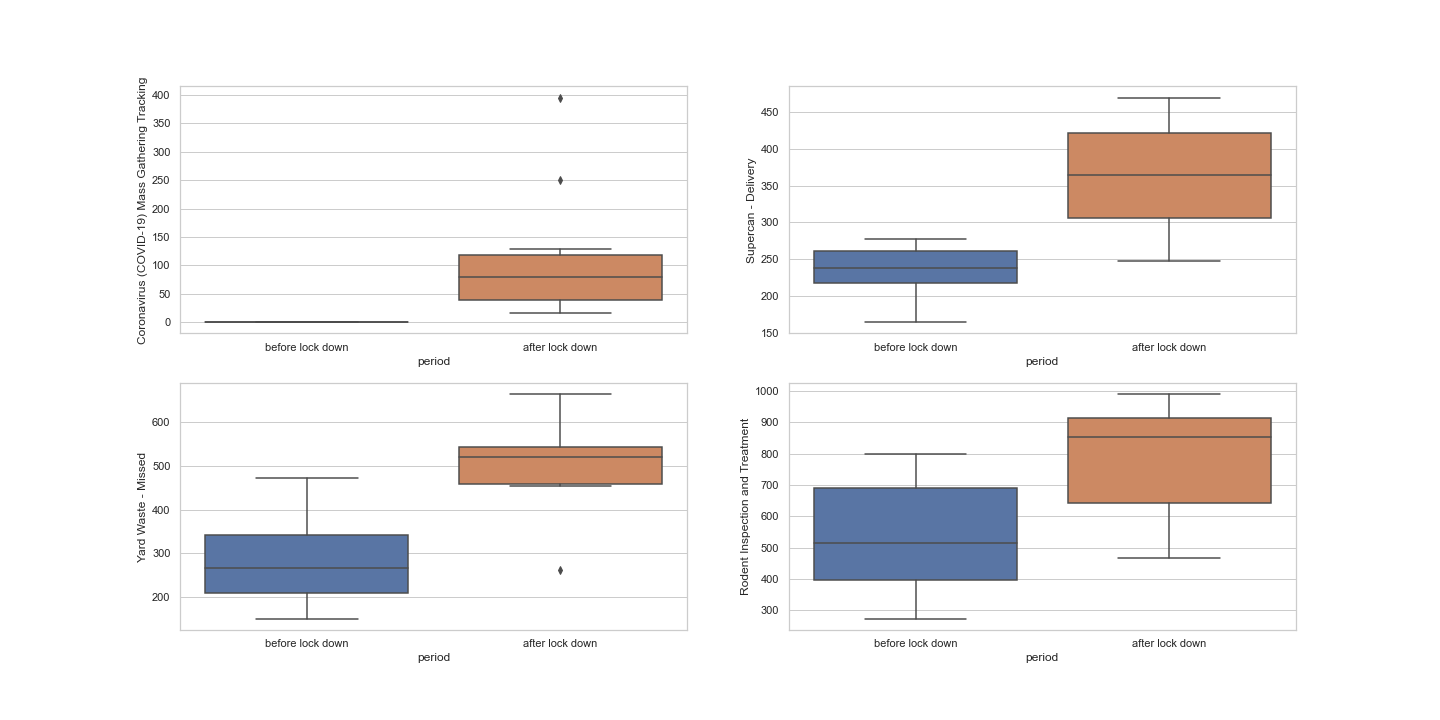 Coronavirus (COVID-19) Mass Gathering Tracking
400
350
300
250
200
150
100
50
0
before lock down
after lock down
period
Supercan - Delivery
450
400
350
300
250
200
150
before lock down
after lock down
period
Yard Waste - Missed
600
500
400
300
200
before lock down
after lock down
period
Rodent Inspection and Treatment
1000
900
800
700
600
500
400
300
before lock down
after lock down
period